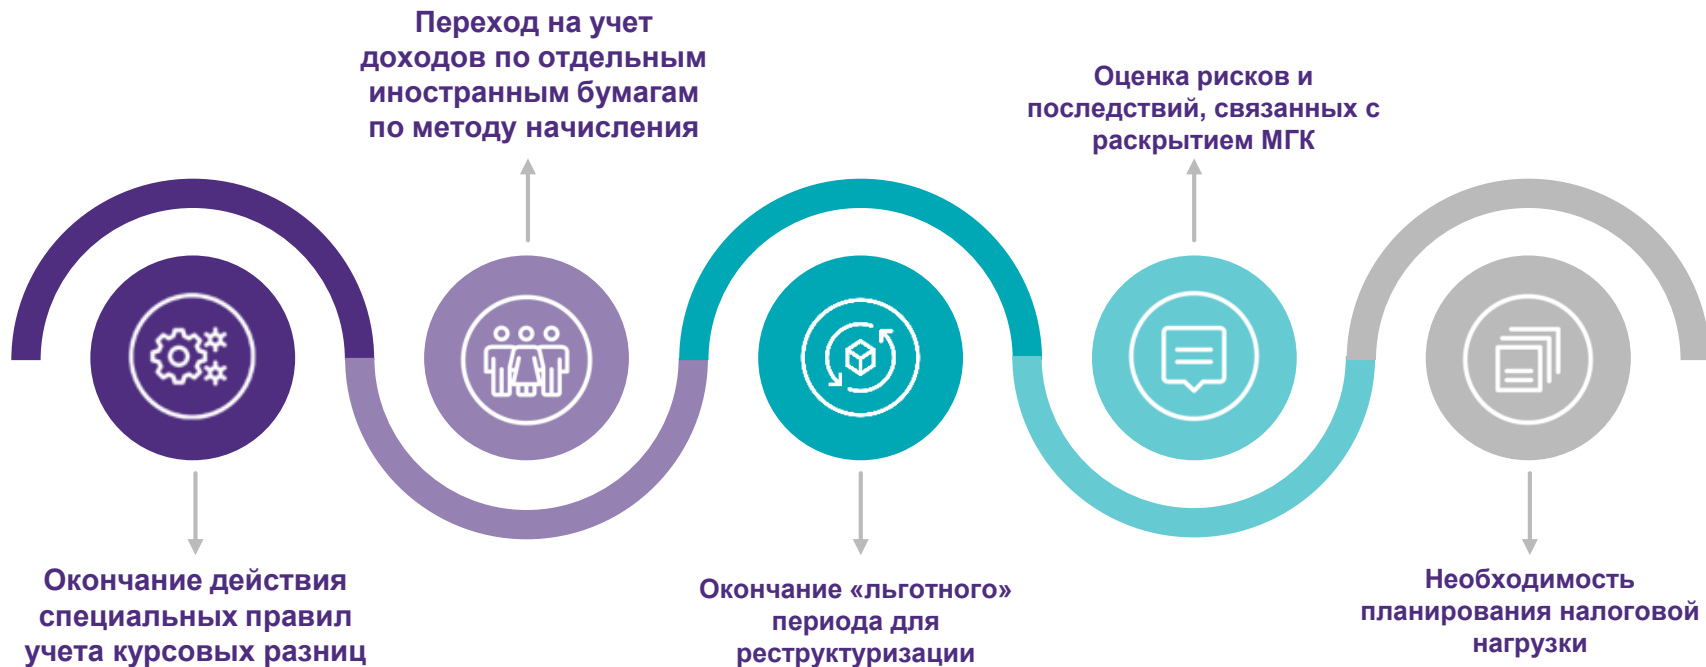 Переход на учет
доходов по отдельным
иностранным бумагам
по методу начисления
Оценка рисков и
последствий, связанных с
раскрытием МГК
Окончание действия
специальных правил
учета курсовых разниц
Окончание «льготного»
периода для
реструктуризации
Необходимость
планирования налоговой
нагрузки